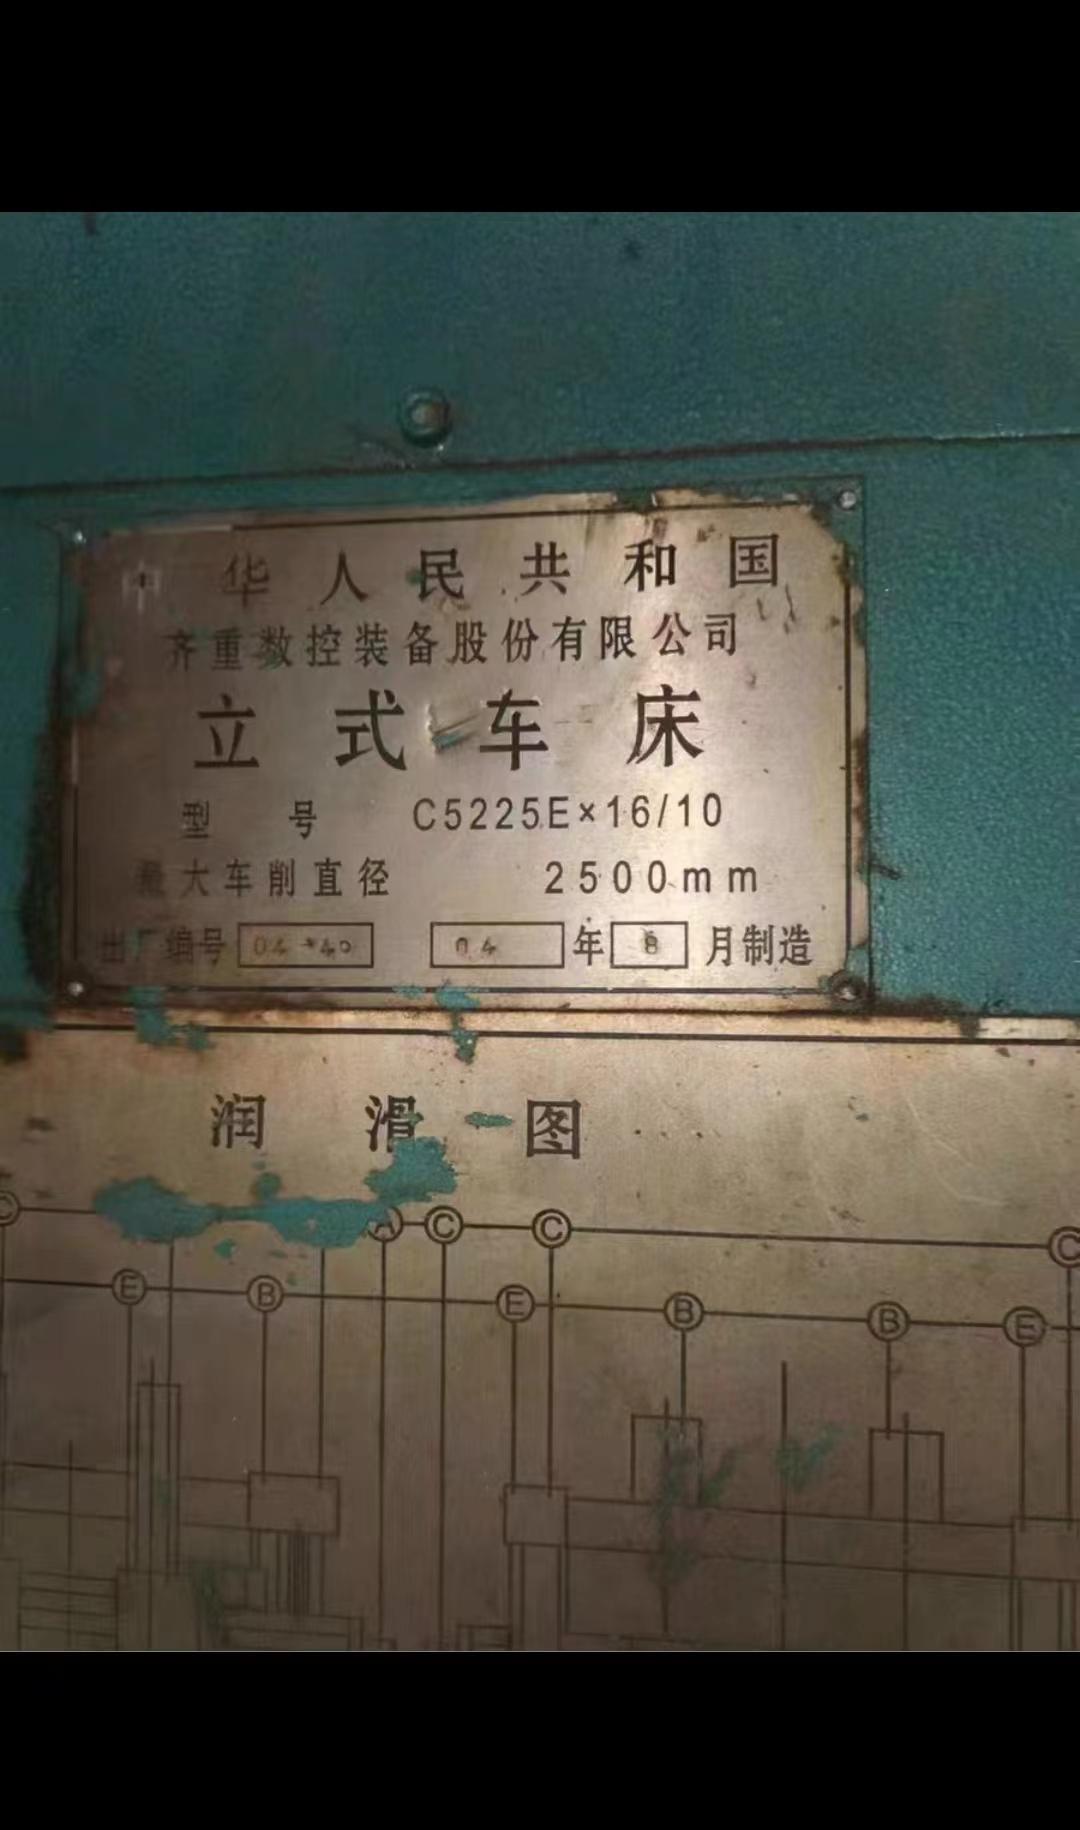 中华人民共和国
齐重数控装备股份有限公司
立式车床
型号 C5225E×16/10
最大车削直径 2500mm
出厂编号 04 年 8 月制造
润滑图
C A C C C
E B E B B E